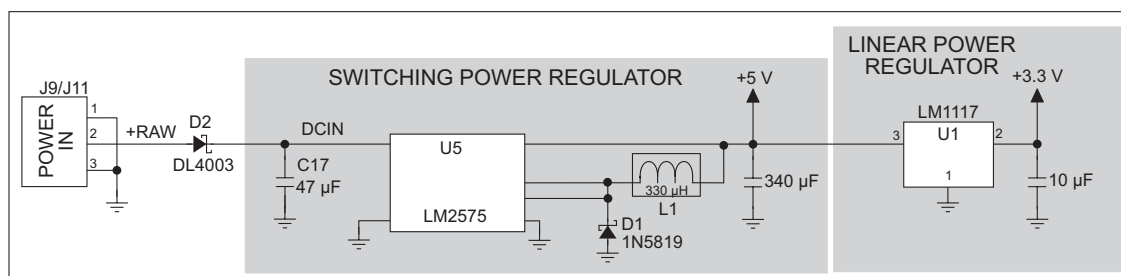 LINEAR POWER
REGULATOR
SWITCHING POWER REGULATOR
+5 V
+3.3 V
J9/J11
POWER
IN
1
2
3
+RAW
D2
DL4003
DCIN
C17
47 µF
U5
LM2575
330 µH
L1
D1
1N5819
340 µF
LM1117
U1
3
2
1
10 µF